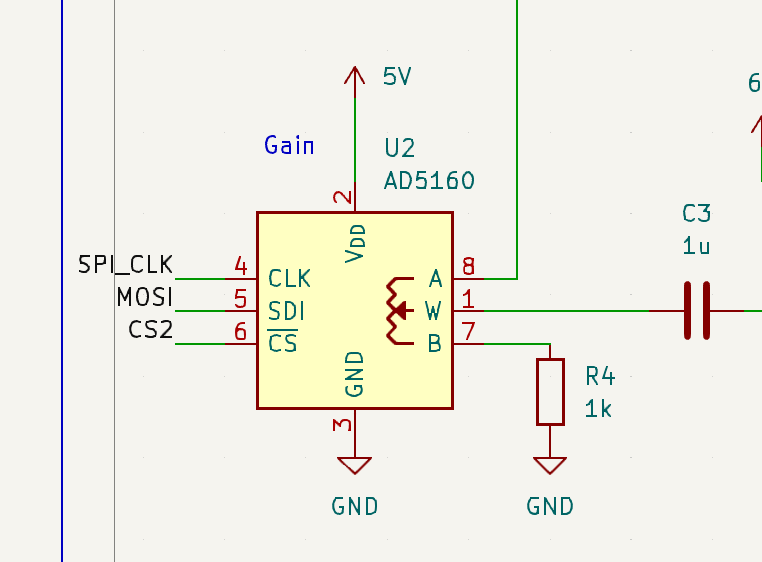 5V
6
Gain
U2
AD5160
2
VDD
C3
1u
SPI_CLK
4
CLK
A
8
MOSI
5
SDI
W
1
CS2
6
CS
B
7
GND
3
R4
1k
GND
GND